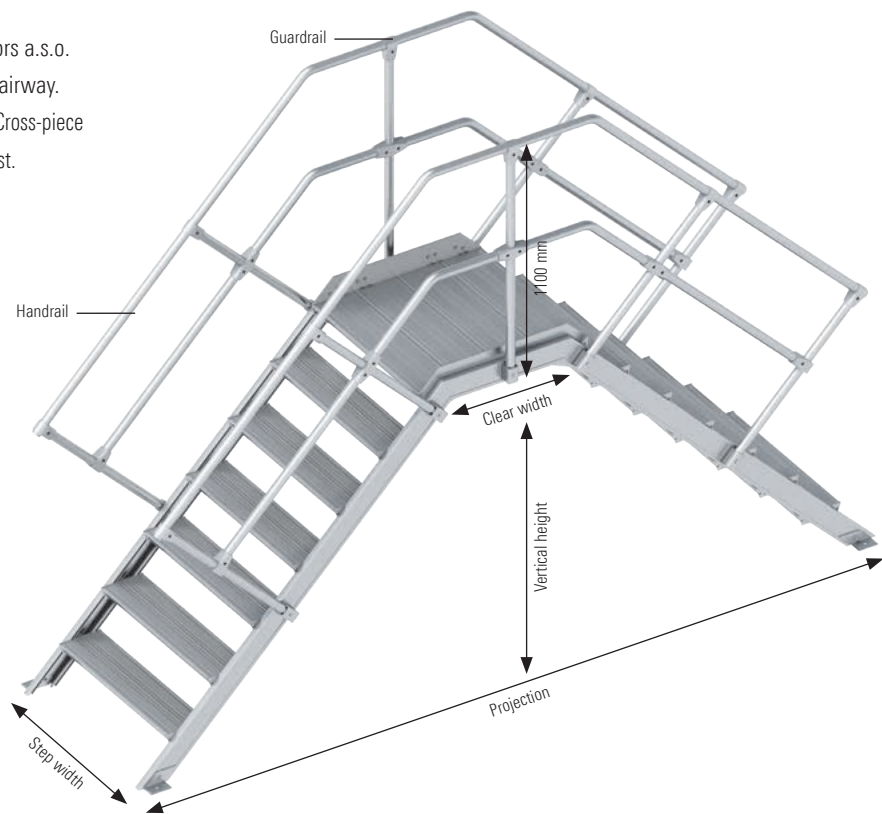 ors a.s.o.
airway.
Cross-piece
st.
Guardrail
Handrail
1100 mm
Clear width
Vertical height
Projection
Step width